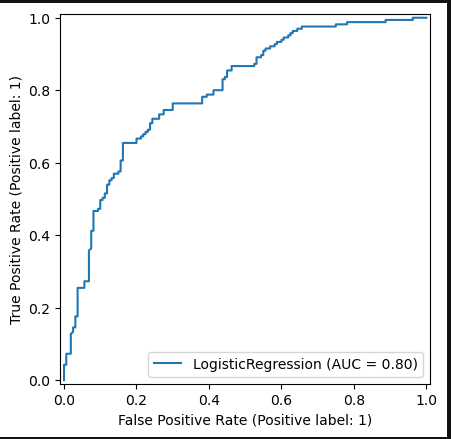 1.0
0.8
0.6
0.4
0.2
0.0
True Positive Rate (Positive label: 1)
LogisticRegression (AUC = 0.80)
0.0 0.2 0.4 0.6 0.8 1.0
False Positive Rate (Positive label: 1)